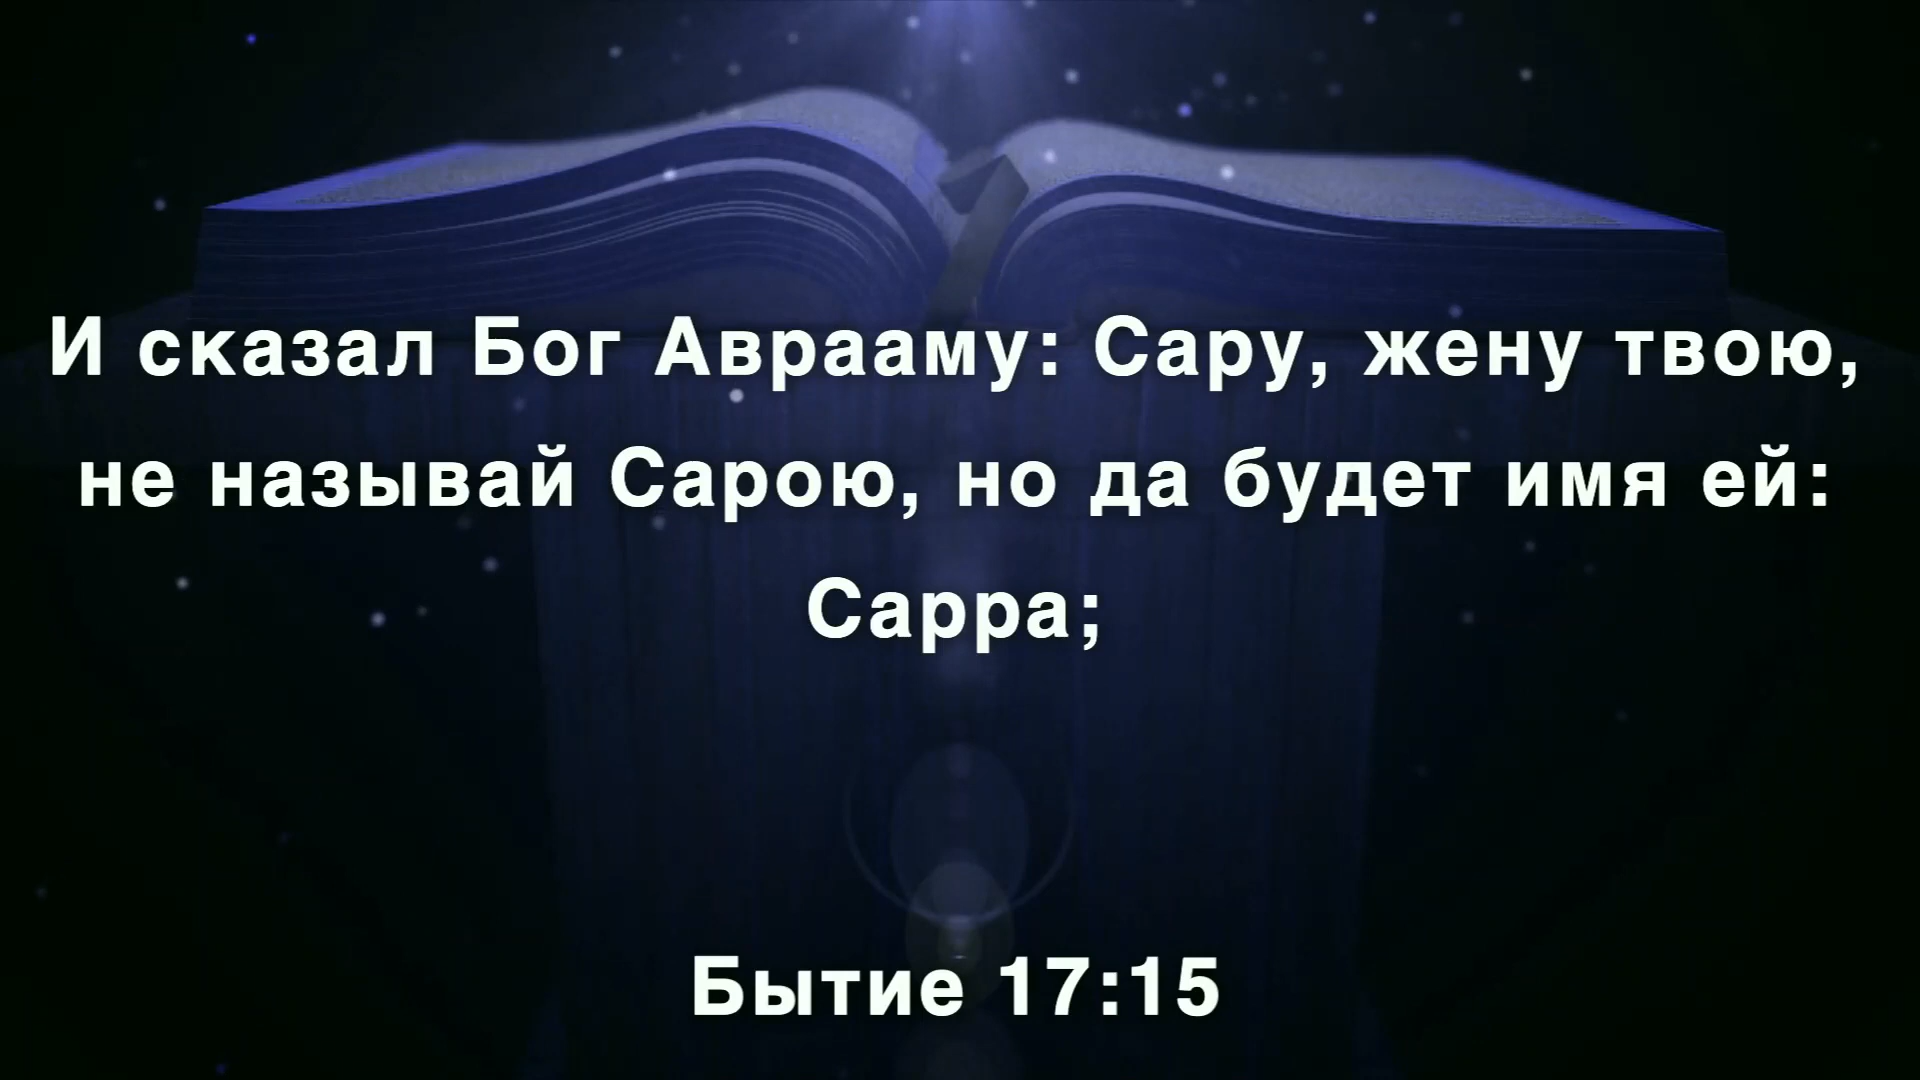 И сказал Бог Аврааму: Сару, жену твою,
не называй Сарою, но да будет имя ей:
Сарра;
Бытие 17:15